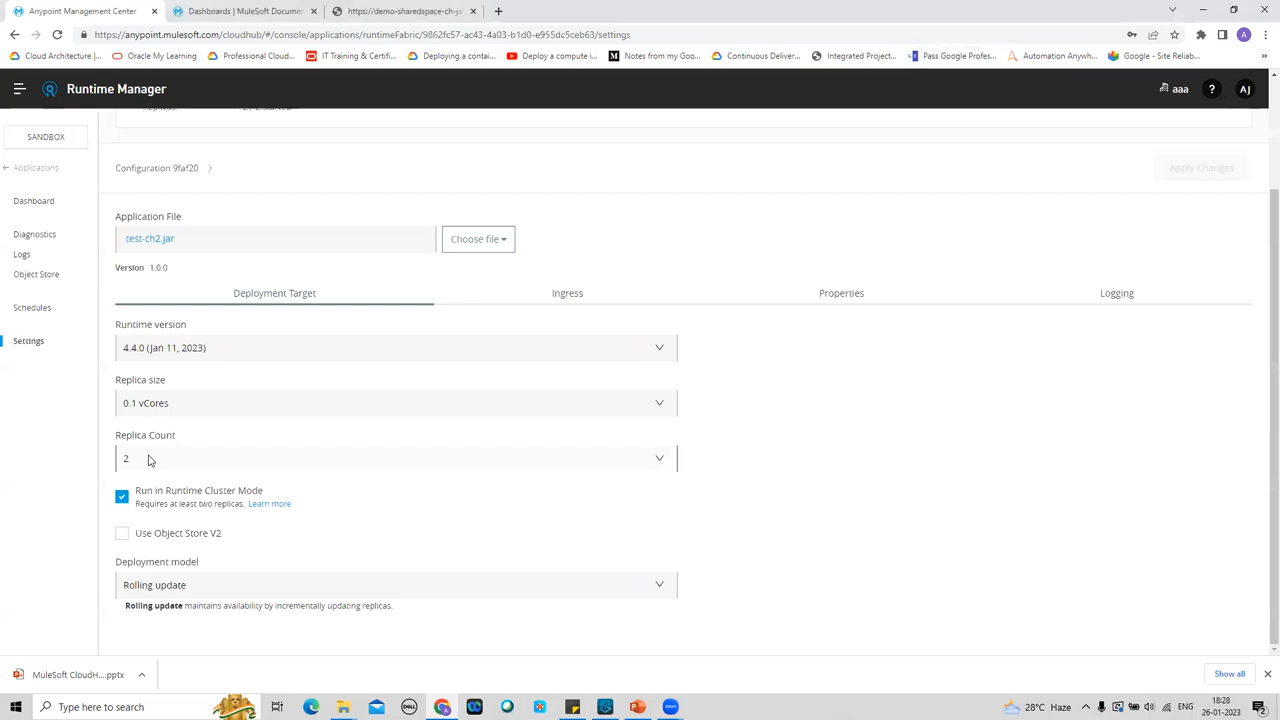 Anypoint Management Center
Dashboards | MuleSoft Documen
https://demo-sharedspace-ch-ja
https://anypoint.mulesoft.com/cloudhub/#/console/applications/runtimeFabric/9862fc57-ac43-4a03-b1d0-e955dc5ceb63/settings
A
Cloud Architecture |...
Oracle My Learning
Professional Cloud...
IT Training & Certifi...
Deploying a contai...
Deploy a compute i...
Notes from my Goo...
Continuous Deliver...
Integrated Project...
Pass Google Profes...
Automation Anywh...
Google - Site Reliab...
Runtime Manager
aaa
?
AJ
SANDBOX
Applications
Dashboard
Diagnostics
Logs
Object Store
Schedules
Settings
Configuration 9faf20
Apply Changes
Application File
test-ch2.jar
Choose file
Version 1.0.0
Deployment Target
Ingress
Properties
Logging
Runtime version
4.4.0 (Jan 11, 2023)
Replica size
0.1 vCores
Replica Count
2
Run in Runtime Cluster Mode
Requires at least two replicas. Learn more
Use Object Store V2
Deployment model
Rolling update
Rolling update maintains availability by incrementally updating replicas.
MuleSoft CloudH....pptx
Show all
Type here to search
DELL
28°C Haze
ENG
18:28
26-01-2023